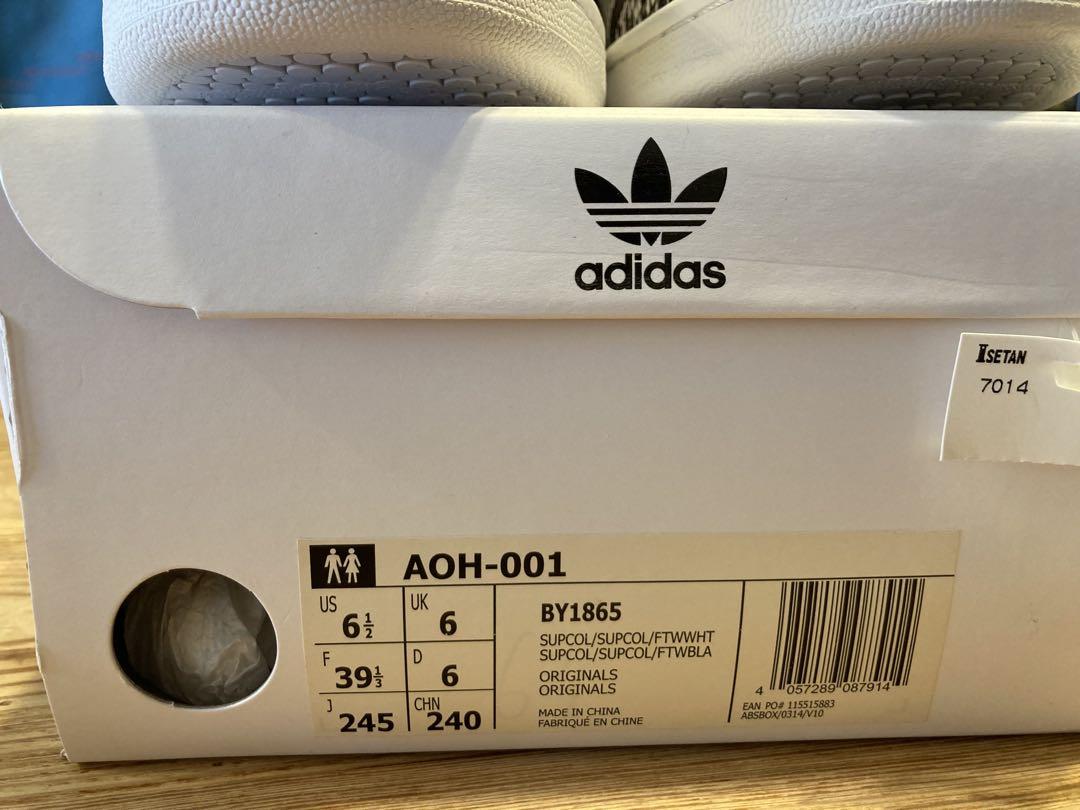 adidas
ISETAN
7014
AOH-001
US 6½
UK 6
F 39⅓
D 6
J 245
CHN 240
BY1865
SUPCOL/SUPCOL/FTWWHT
SUPCOL/SUPCOL/FTWBLA
ORIGINALS
ORIGINALS
MADE IN CHINA
FABRIQUÉ EN CHINE
4 057289 087914
EAN PO# 115515883
ABSBOX/0314/V10